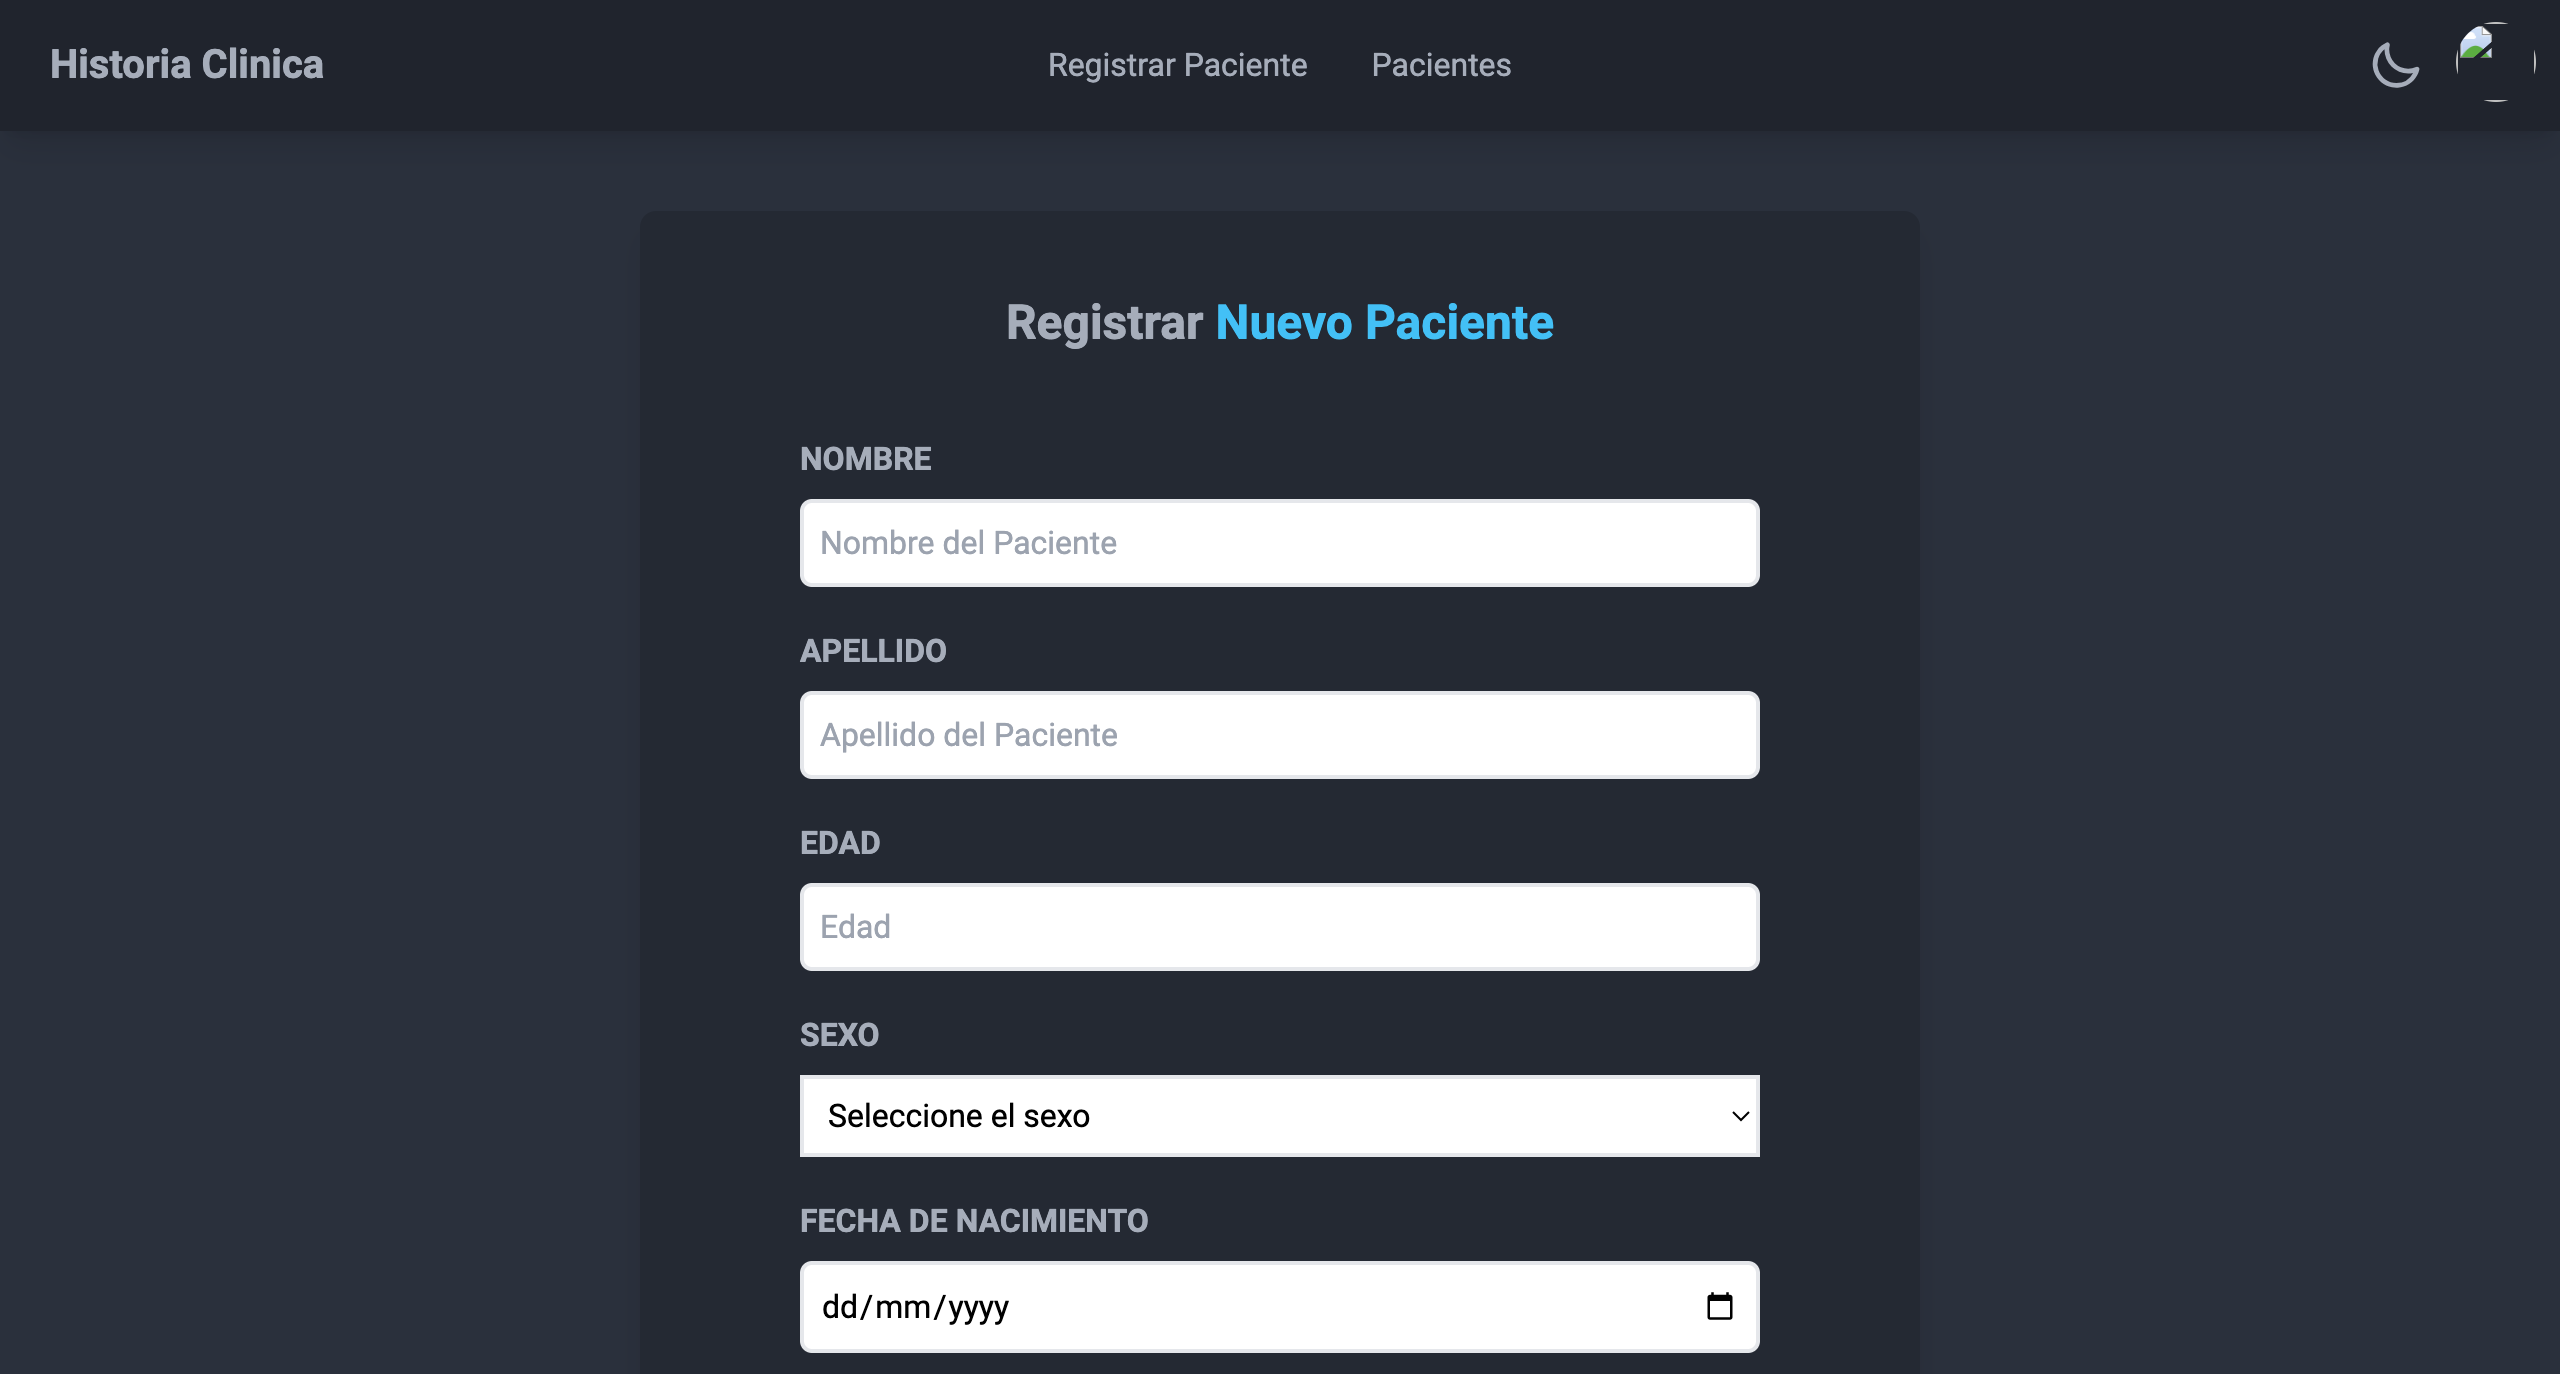 Historia Clinica
Registrar Paciente
Pacientes
Registrar Nuevo Paciente
NOMBRE
Nombre del Paciente
APELLIDO
Apellido del Paciente
EDAD
Edad
SEXO
Seleccione el sexo
FECHA DE NACIMIENTO
dd/mm/yyyy